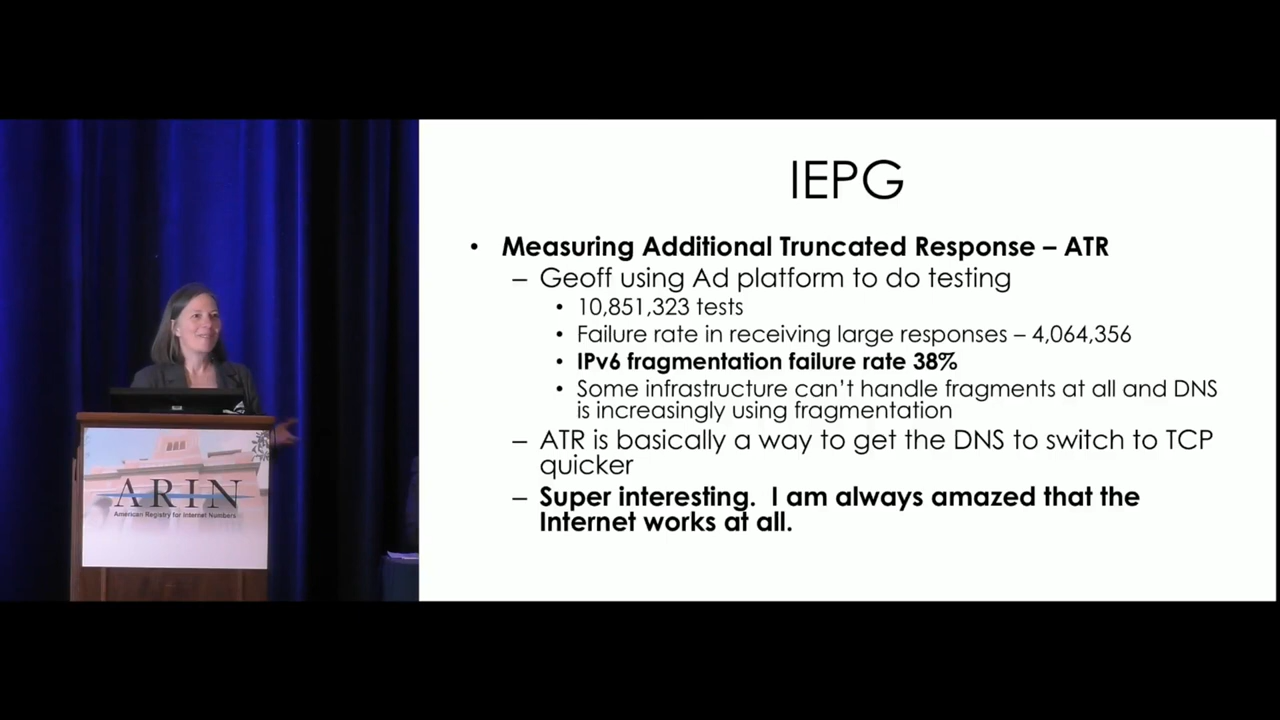 IEPG
• Measuring Additional Truncated Response – ATR
– Geoff using Ad platform to do testing
• 10,851,323 tests
• Failure rate in receiving large responses – 4,064,356
• IPv6 fragmentation failure rate 38%
• Some infrastructure can't handle fragments at all and DNS
is increasingly using fragmentation
– ATR is basically a way to get the DNS to switch to TCP
quicker
– Super interesting. I am always amazed that the
Internet works at all.
ARIN
American Registry for Internet Numbers